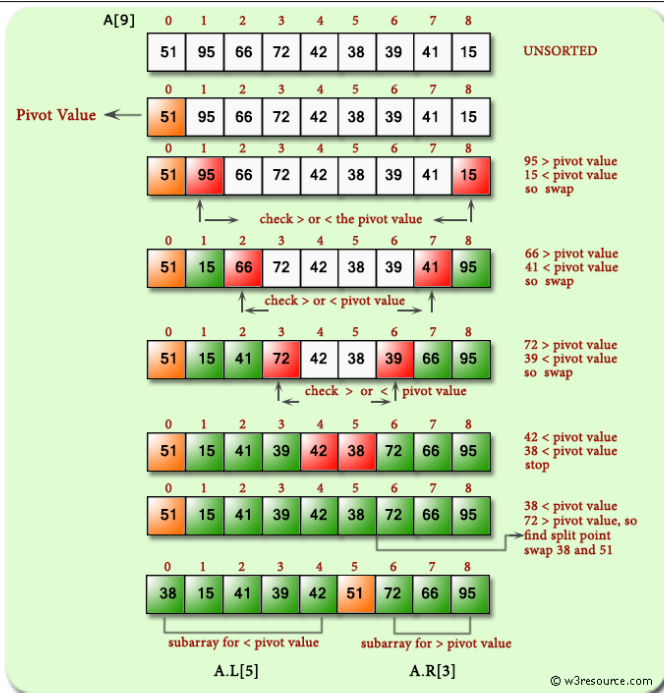 A[9] 0 1 2 3 4 5 6 7 8
51 95 66 72 42 38 39 41 15 UNSORTED
0 1 2 3 4 5 6 7 8
Pivot Value 51 95 66 72 42 38 39 41 15
0 1 2 3 4 5 6 7 8
51 95 66 72 42 38 39 41 15
95 > pivot value
15 < pivot value
so swap
check > or < the pivot value
0 1 2 3 4 5 6 7 8
51 15 66 72 42 38 39 41 95
66 > pivot value
41 < pivot value
so swap
check > or < pivot value
0 1 2 3 4 5 6 7 8
51 15 41 72 42 38 39 66 95
72 > pivot value
39 < pivot value
so swap
check > or < pivot value
0 1 2 3 4 5 6 7 8
51 15 41 39 42 38 72 66 95
42 < pivot value
38 < pivot value
stop
0 1 2 3 4 5 6 7 8
51 15 41 39 42 38 72 66 95
38 < pivot value
72 > pivot value, so
find split point
swap 38 and 51
0 1 2 3 4 5 6 7 8
38 15 41 39 42 51 72 66 95
subarray for < pivot value subarray for > pivot value
A.L[5] A.R[3]
© w3resource.com